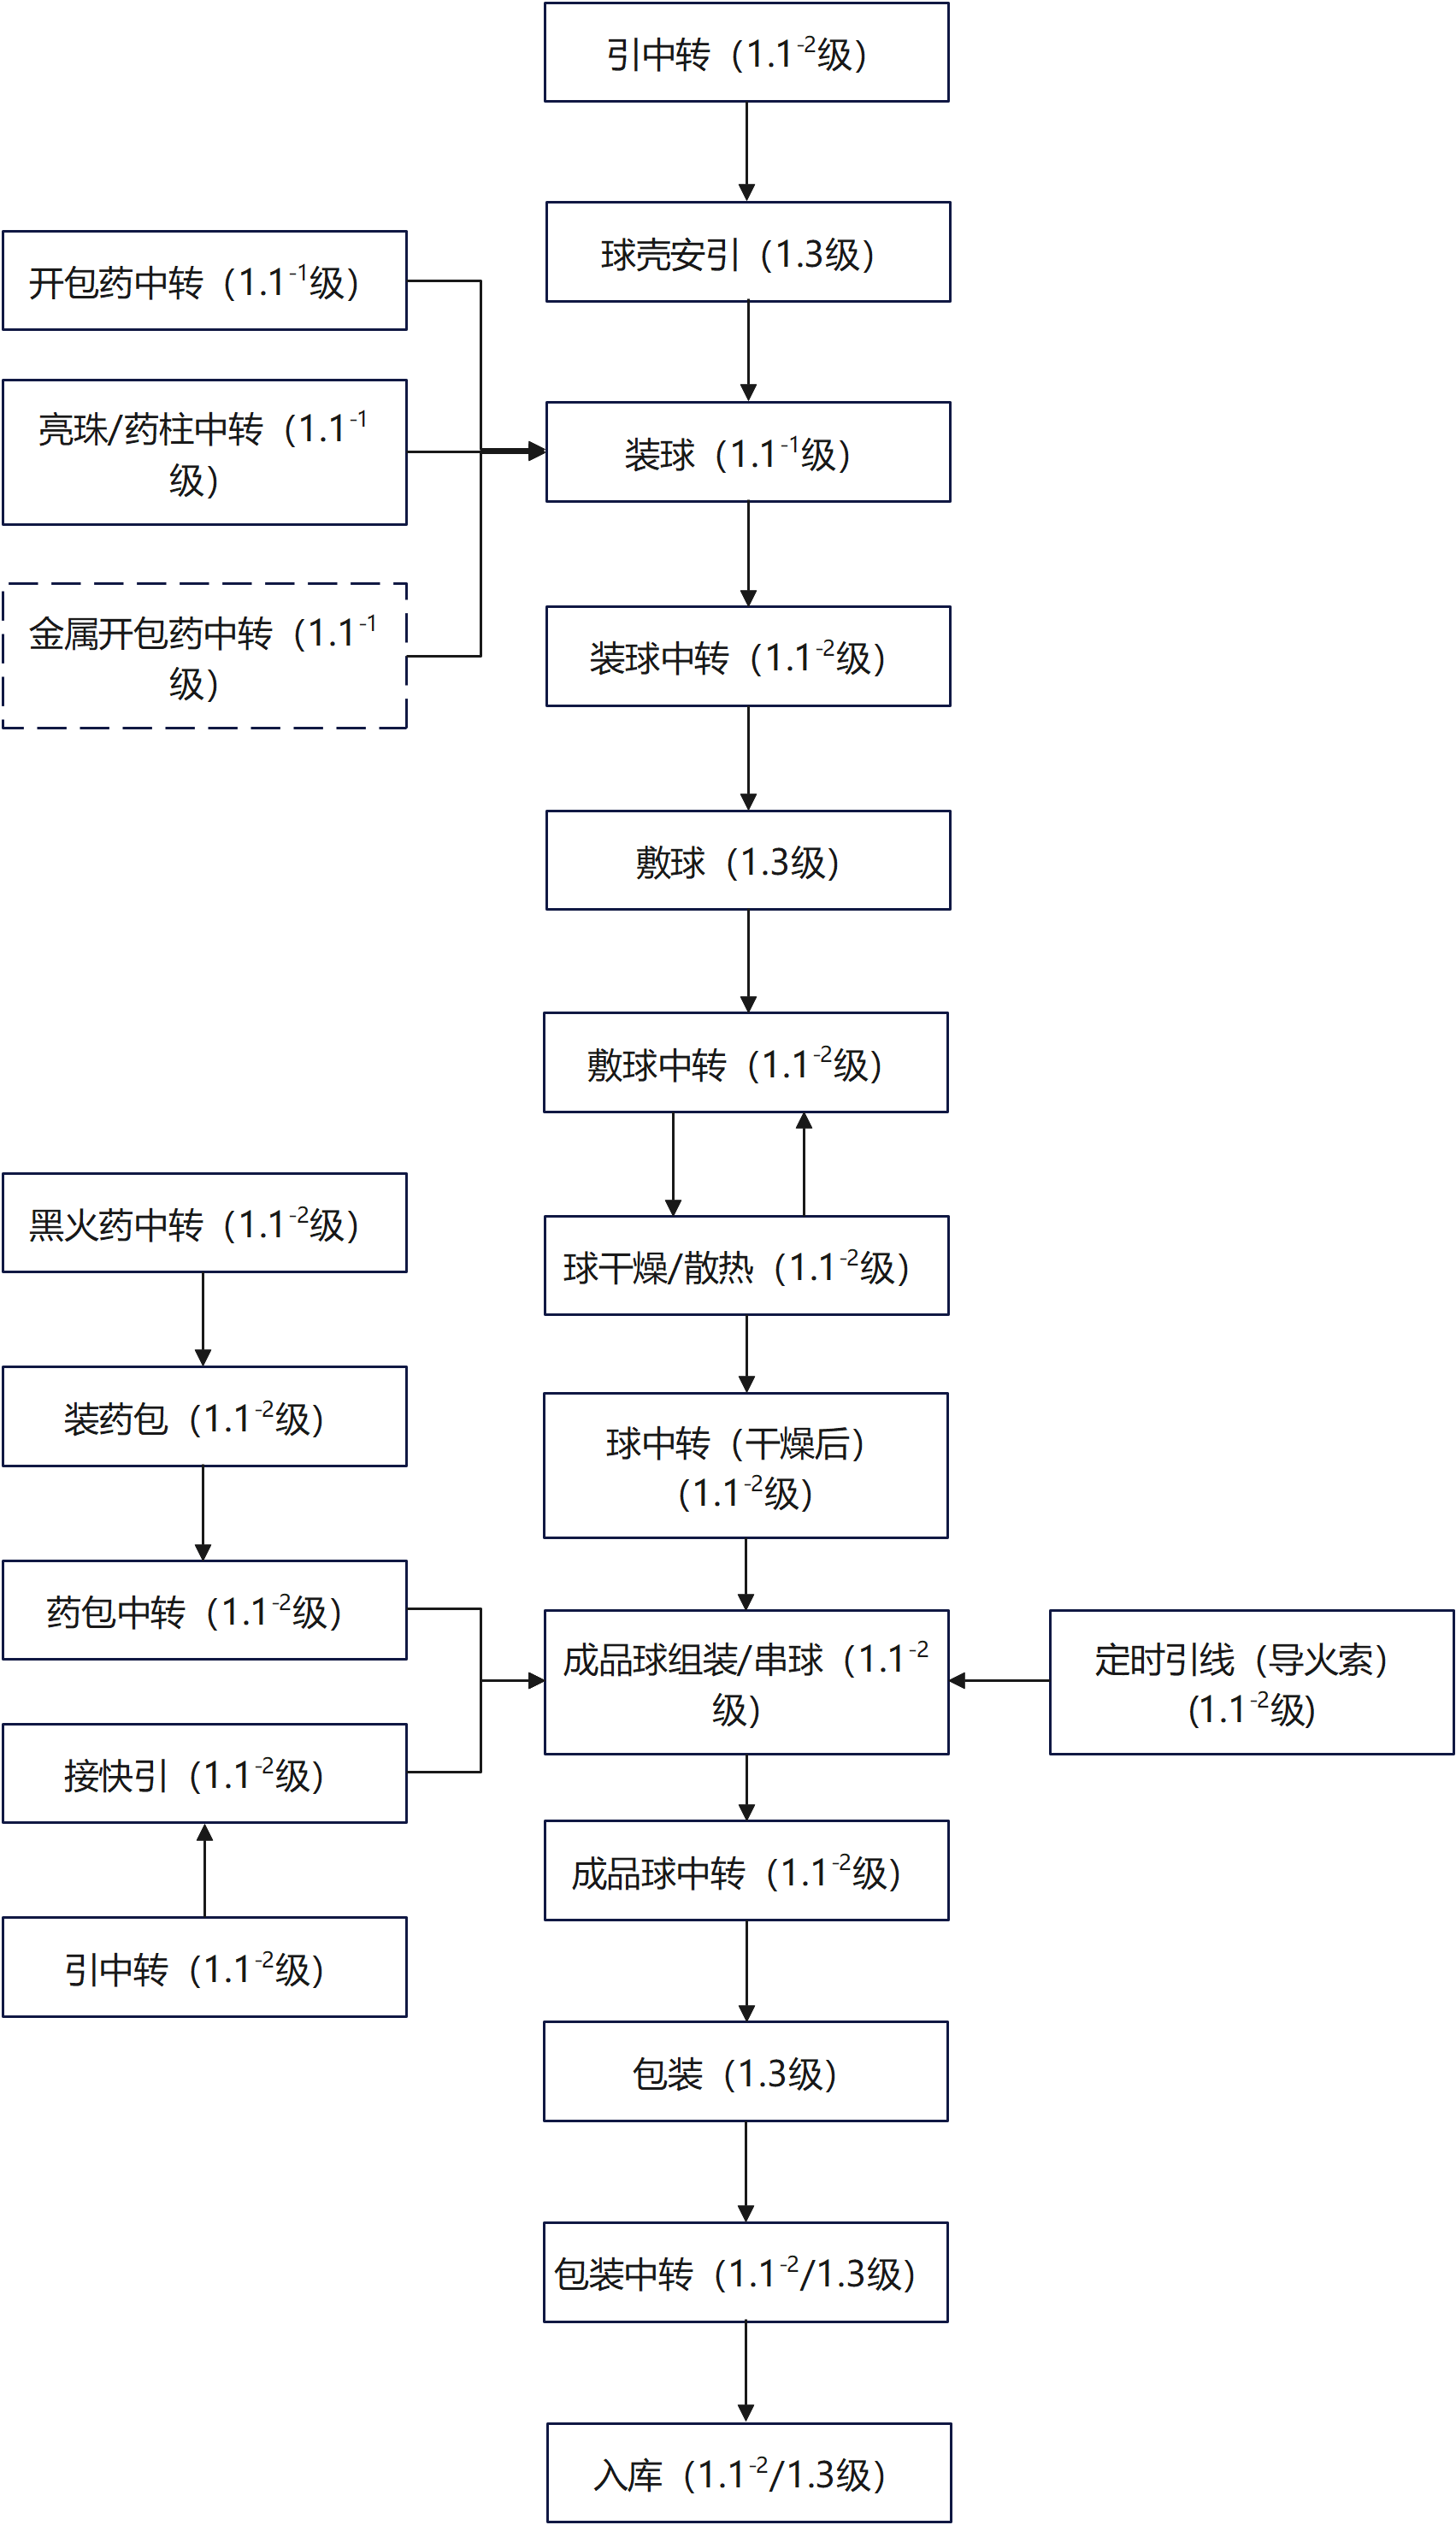 引中转（1.1⁻²级）
球壳安引（1.3级）
开包药中转（1.1⁻¹级）
亮珠/药柱中转（1.1⁻¹
级）
装球（1.1⁻¹级）
金属开包药中转（1.1⁻¹
级）
装球中转（1.1⁻²级）
敷球（1.3级）
敷球中转（1.1⁻²级）
黑火药中转（1.1⁻²级）
球干燥/散热（1.1⁻²级）
装药包（1.1⁻²级）
球中转（干燥后）
（1.1⁻²级）
药包中转（1.1⁻²级）
成品球组装/串球（1.1⁻²
级）
定时引线（导火索）
(1.1⁻²级)
接快引（1.1⁻²级）
成品球中转（1.1⁻²级）
引中转（1.1⁻²级）
包装（1.3级）
包装中转（1.1⁻²/1.3级）
入库（1.1⁻²/1.3级）